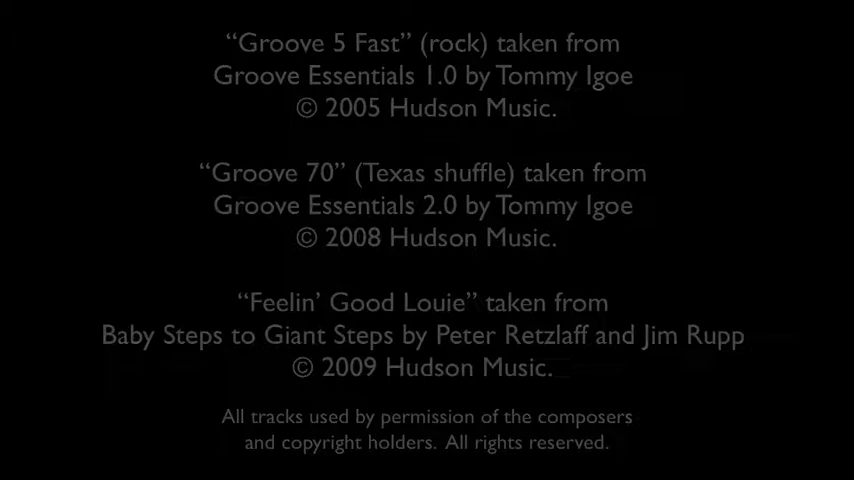 “Groove 5 Fast” (rock) taken from
Groove Essentials 1.0 by Tommy Igoe
© 2005 Hudson Music.
“Groove 70” (Texas shuffle) taken from
Groove Essentials 2.0 by Tommy Igoe
© 2008 Hudson Music.
“Feelin’ Good Louie” taken from
Baby Steps to Giant Steps by Peter Retzlaff and Jim Rupp
© 2009 Hudson Music.
All tracks used by permission of the composers
and copyright holders. All rights reserved.